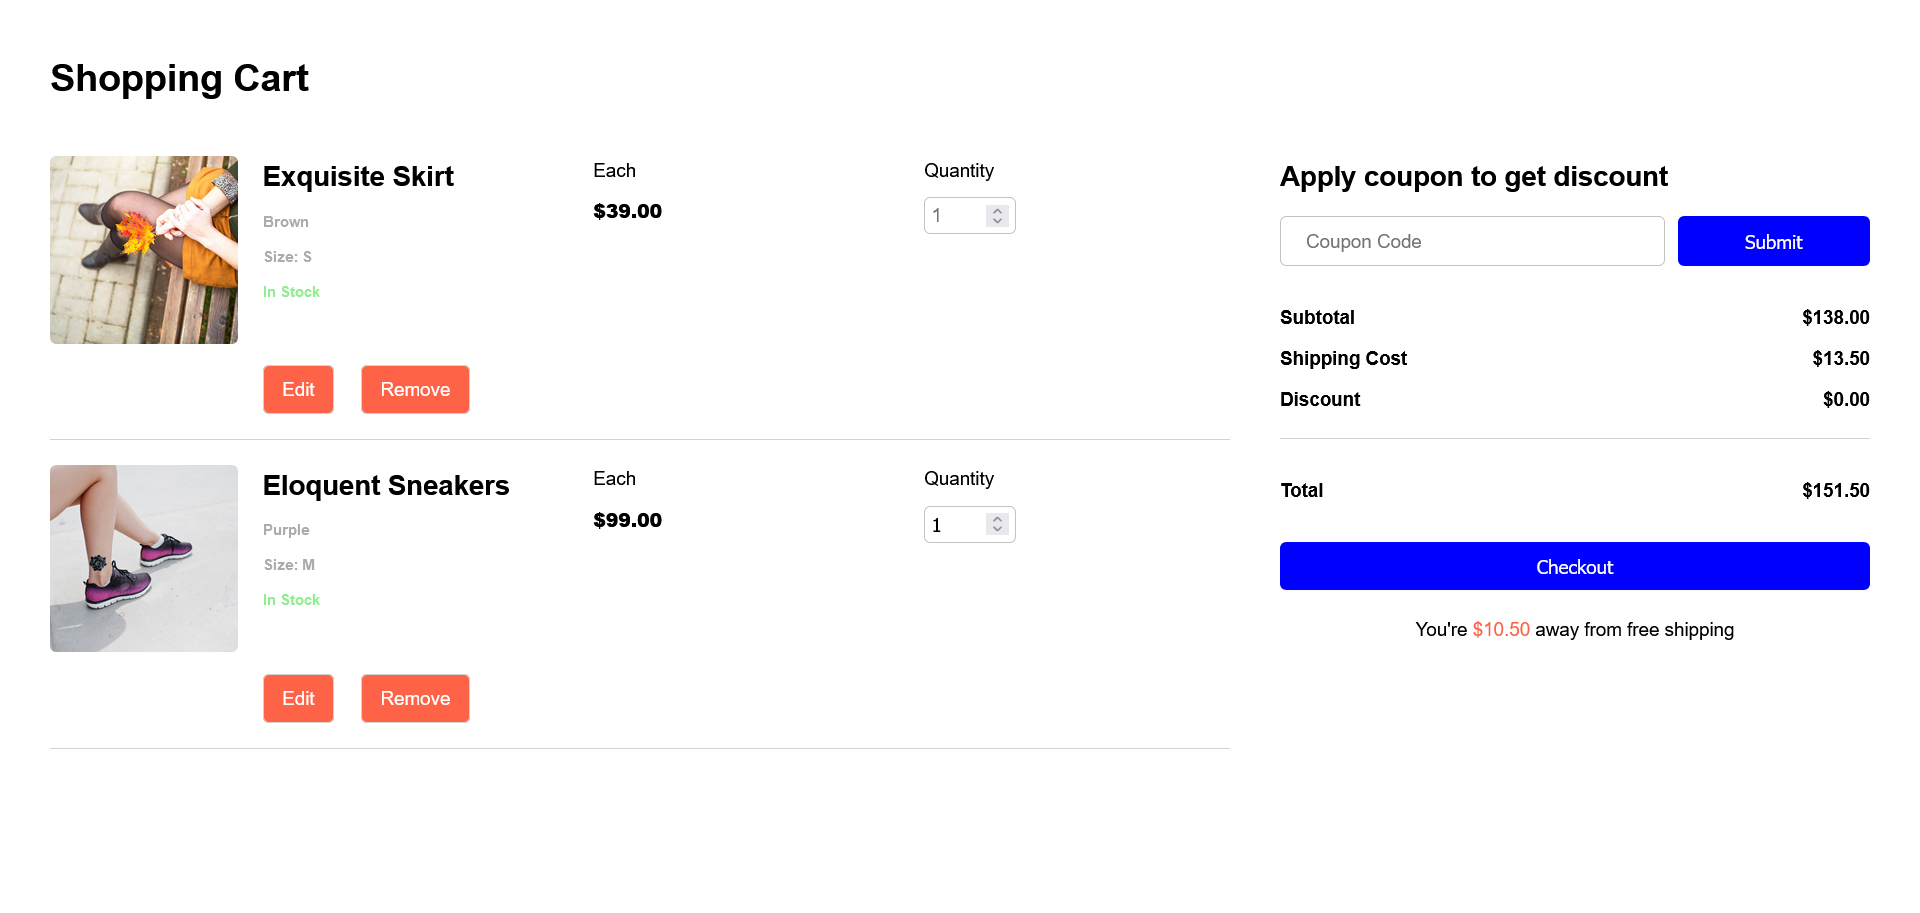 Shopping Cart
Exquisite Skirt
Brown
Size: S
In Stock
Edit
Remove
Each
$39.00
Quantity
1
Eloquent Sneakers
Purple
Size: M
In Stock
Edit
Remove
Each
$99.00
Quantity
1
Apply coupon to get discount
Coupon Code
Submit
Subtotal $138.00
Shipping Cost $13.50
Discount $0.00
Total $151.50
Checkout
You're $10.50 away from free shipping